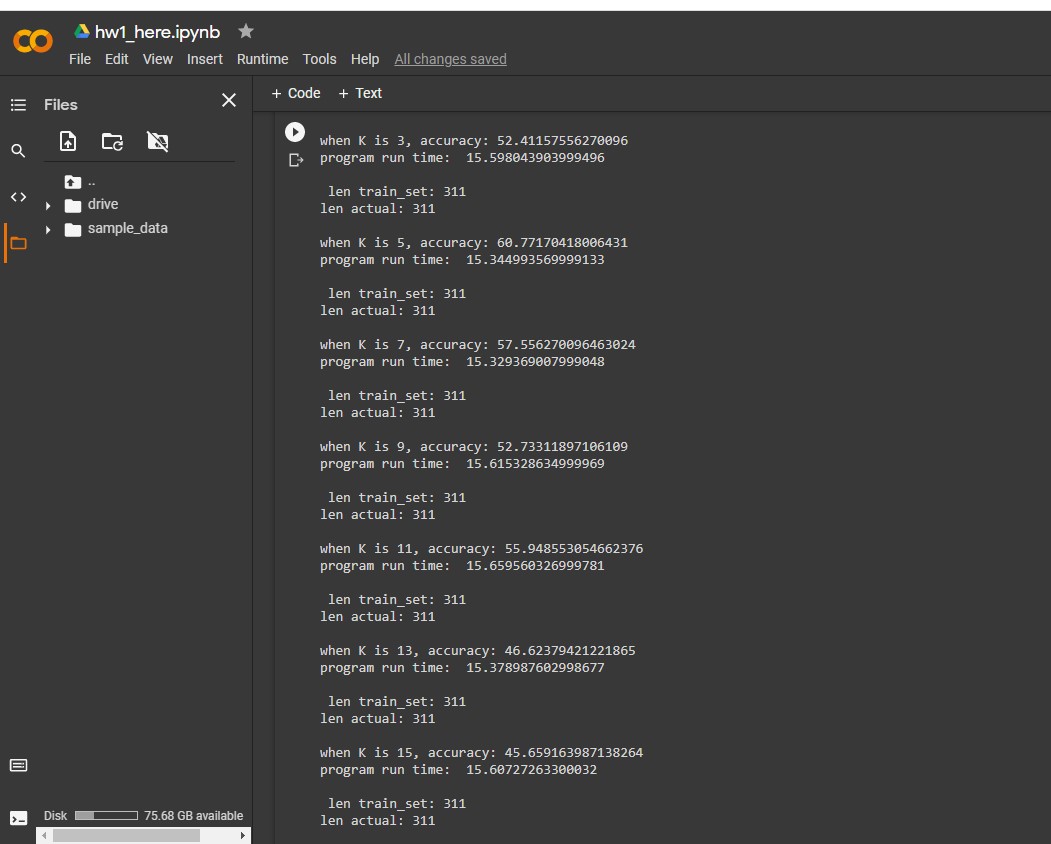 hw1_here.ipynb
File Edit View Insert Runtime Tools Help All changes saved
Files
+ Code + Text
..
drive
sample_data
when K is 3, accuracy: 52.41157556270096
program run time:  15.598043903999496
len train_set: 311
len actual: 311
when K is 5, accuracy: 60.77170418006431
program run time:  15.344993569999133
len train_set: 311
len actual: 311
when K is 7, accuracy: 57.556270096463024
program run time:  15.329369007999048
len train_set: 311
len actual: 311
when K is 9, accuracy: 52.73311897106109
program run time:  15.615328634999969
len train_set: 311
len actual: 311
when K is 11, accuracy: 55.948553054662376
program run time:  15.659560326999781
len train_set: 311
len actual: 311
when K is 13, accuracy: 46.62379421221865
program run time:  15.378987602998677
len train_set: 311
len actual: 311
when K is 15, accuracy: 45.659163987138264
program run time:  15.60727263300032
len train_set: 311
len actual: 311
Disk 75.68 GB available